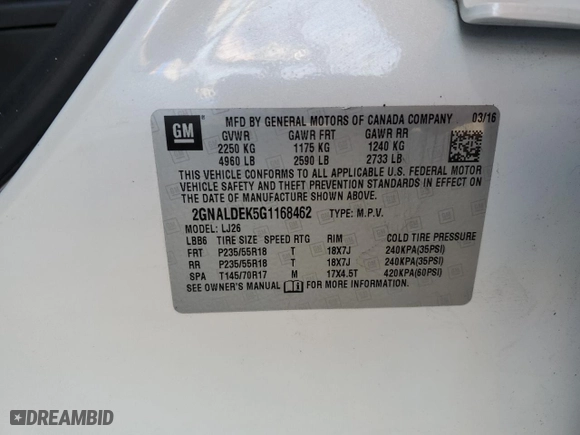 MFD BY GENERAL MOTORS OF CANADA COMPANY 03/16
GM
GVWR GAWR FRT GAWR RR
2250 KG 1175 KG 1240 KG
4960 LB 2590 LB 2733 LB
THIS VEHICLE CONFORMS TO ALL APPLICABLE U.S. FEDERAL MOTOR
VEHICLE SAFETY AND THEFT PREVENTION STANDARDS IN EFFECT ON
THE DATE OF MANUFACTURE SHOWN ABOVE.
2GNALDEK5G1168462 TYPE: M.P.V.
MODEL: LJ26
LBB6 TIRE SIZE SPEED RTG RIM COLD TIRE PRESSURE
FRT P235/55R18 T 18X7J 240KPA(35PSI)
RR P235/55R18 T 18X7J 240KPA(35PSI)
SPA T145/70R17 M 17X4.5T 420KPA(60PSI)
SEE OWNER'S MANUAL FOR MORE INFORMATION.
DREAMBID